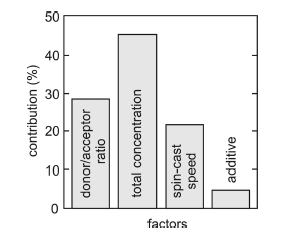 50
40
30
20
10
0
contribution (%)
donor/acceptor
ratio
total concentration
spin-cast
speed
additive
factors